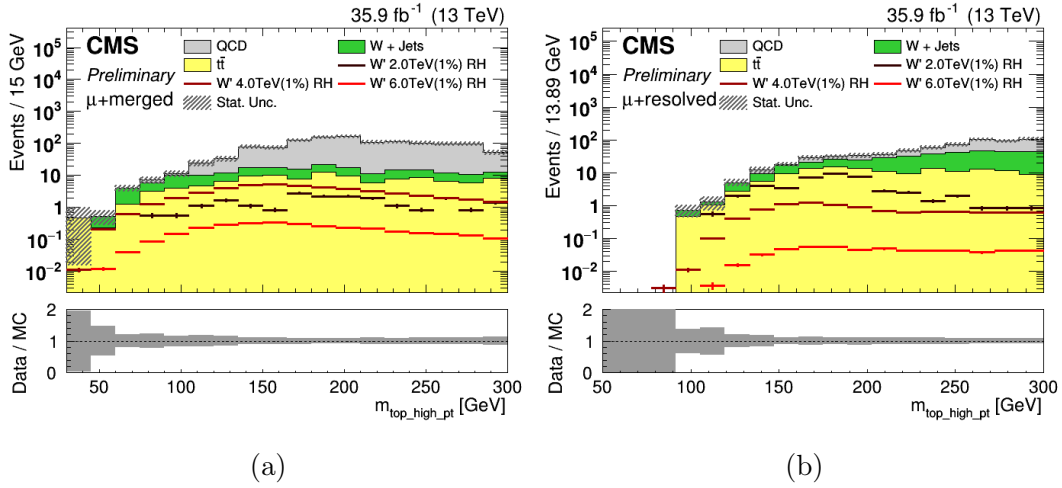 35.9 fb⁻¹ (13 TeV)
CMS
Preliminary
μ+merged
QCD
W + Jets
tt̄
W' 2.0TeV(1%) RH
W' 4.0TeV(1%) RH
W' 6.0TeV(1%) RH
Stat. Unc.
Events / 15 GeV
10⁵
10⁴
10³
10²
10
1
10⁻¹
10⁻²
Data / MC
2
1
0
50 100 150 200 250 300
m_top_high_pt [GeV]
(a)
35.9 fb⁻¹ (13 TeV)
CMS
Preliminary
μ+resolved
QCD
W + Jets
tt̄
W' 2.0TeV(1%) RH
W' 4.0TeV(1%) RH
W' 6.0TeV(1%) RH
Stat. Unc.
Events / 13.89 GeV
10⁵
10⁴
10³
10²
10
1
10⁻¹
10⁻²
Data / MC
2
1
0
50 100 150 200 250 300
m_top_high_pt [GeV]
(b)